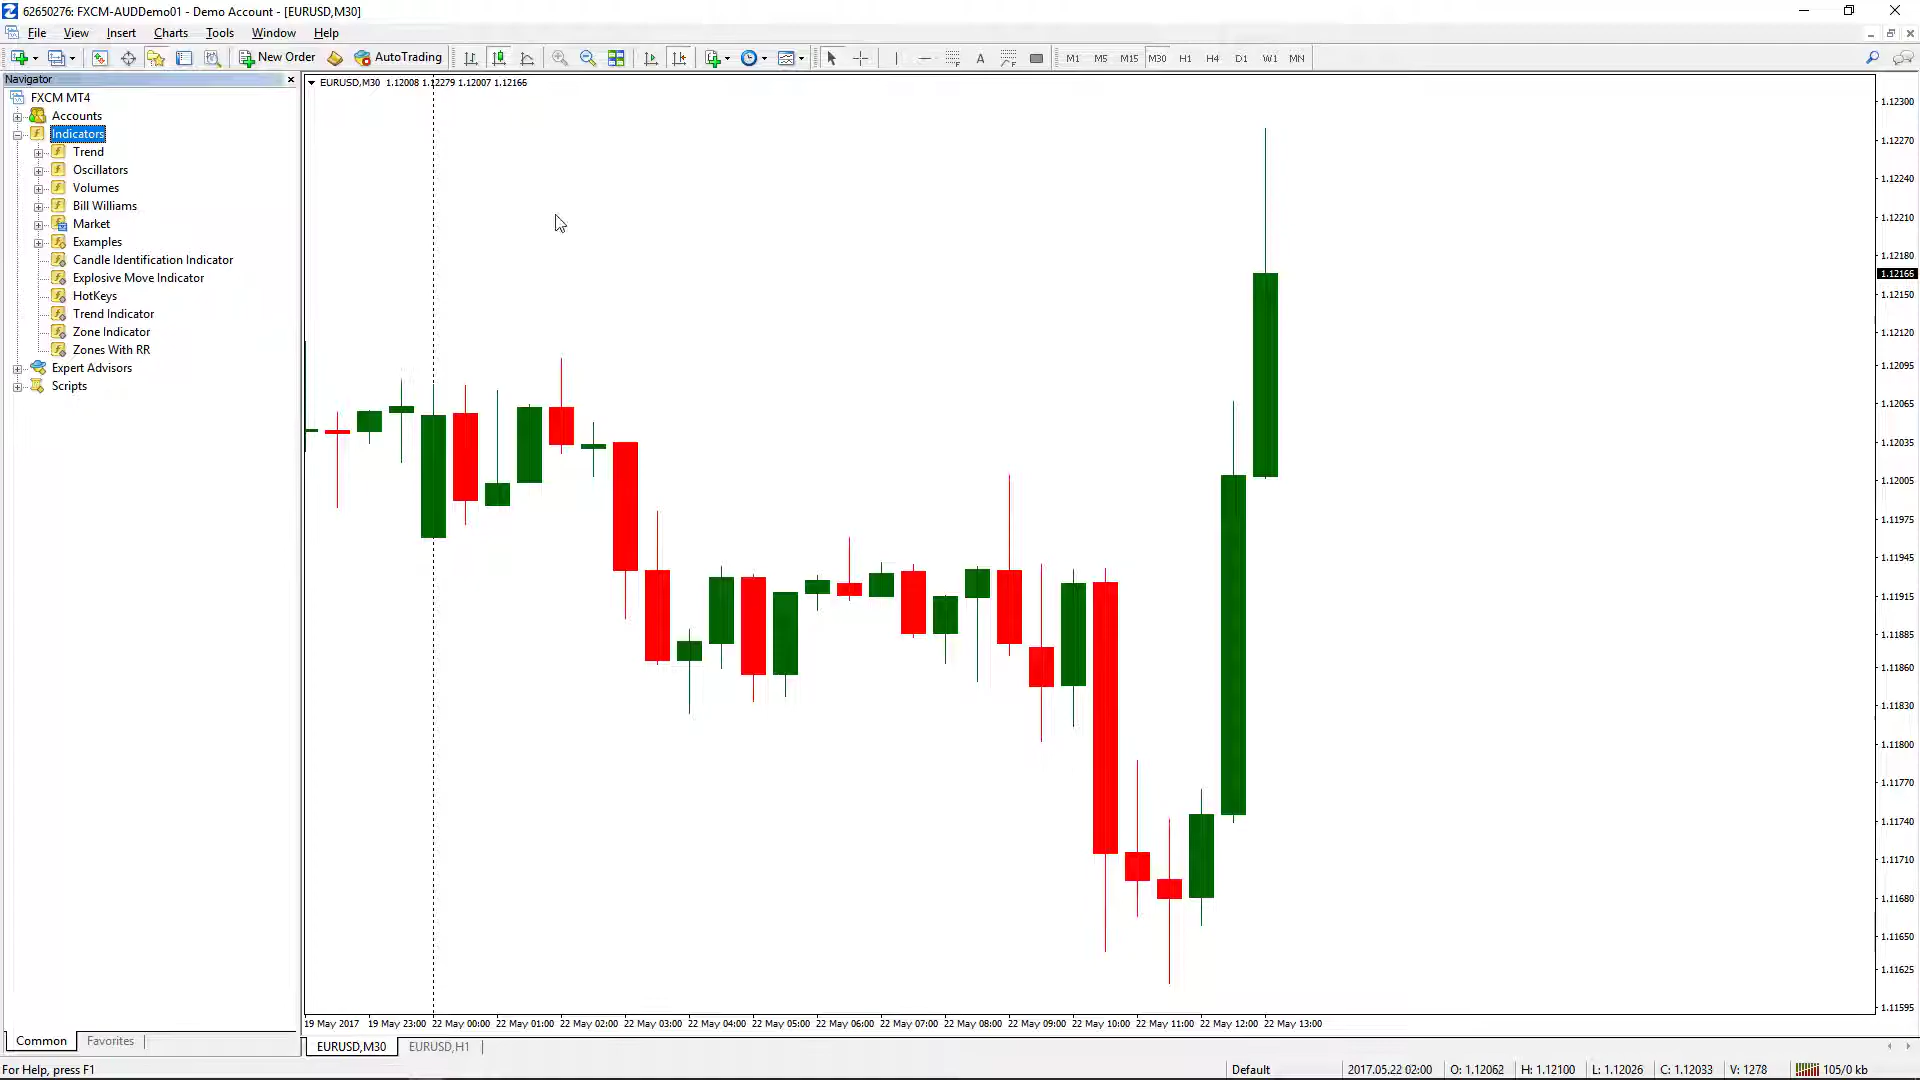 62650276: FXCM-AUDDemo01 - Demo Account - [EURUSD,M30]
File View Insert Charts Tools Window Help
New Order AutoTrading A M1 M5 M15 M30 H1 H4 D1 W1 MN
Navigator
FXCM MT4
Accounts
Indicators
Trend
Oscillators
Volumes
Bill Williams
Market
Examples
Candle Identification Indicator
Explosive Move Indicator
HotKeys
Trend Indicator
Zone Indicator
Zones With RR
Expert Advisors
Scripts
Common Favorites
EURUSD,M30 1.12008 1.12279 1.12007 1.12166
1.12300
1.12270
1.12240
1.12210
1.12180
1.12166
1.12150
1.12120
1.12095
1.12065
1.12035
1.12005
1.11975
1.11945
1.11915
1.11885
1.11860
1.11830
1.11800
1.11770
1.11740
1.11710
1.11680
1.11650
1.11625
1.11595
19 May 2017 19 May 23:00 22 May 00:00 22 May 01:00 22 May 02:00 22 May 03:00 22 May 04:00 22 May 05:00 22 May 06:00 22 May 07:00 22 May 08:00 22 May 09:00 22 May 10:00 22 May 11:00 22 May 12:00 22 May 13:00
EURUSD,M30 EURUSD,H1
For Help, press F1 Default 2017.05.22 02:00 O: 1.12062 H: 1.12100 L: 1.12026 C: 1.12033 V: 1278 105/0 kb